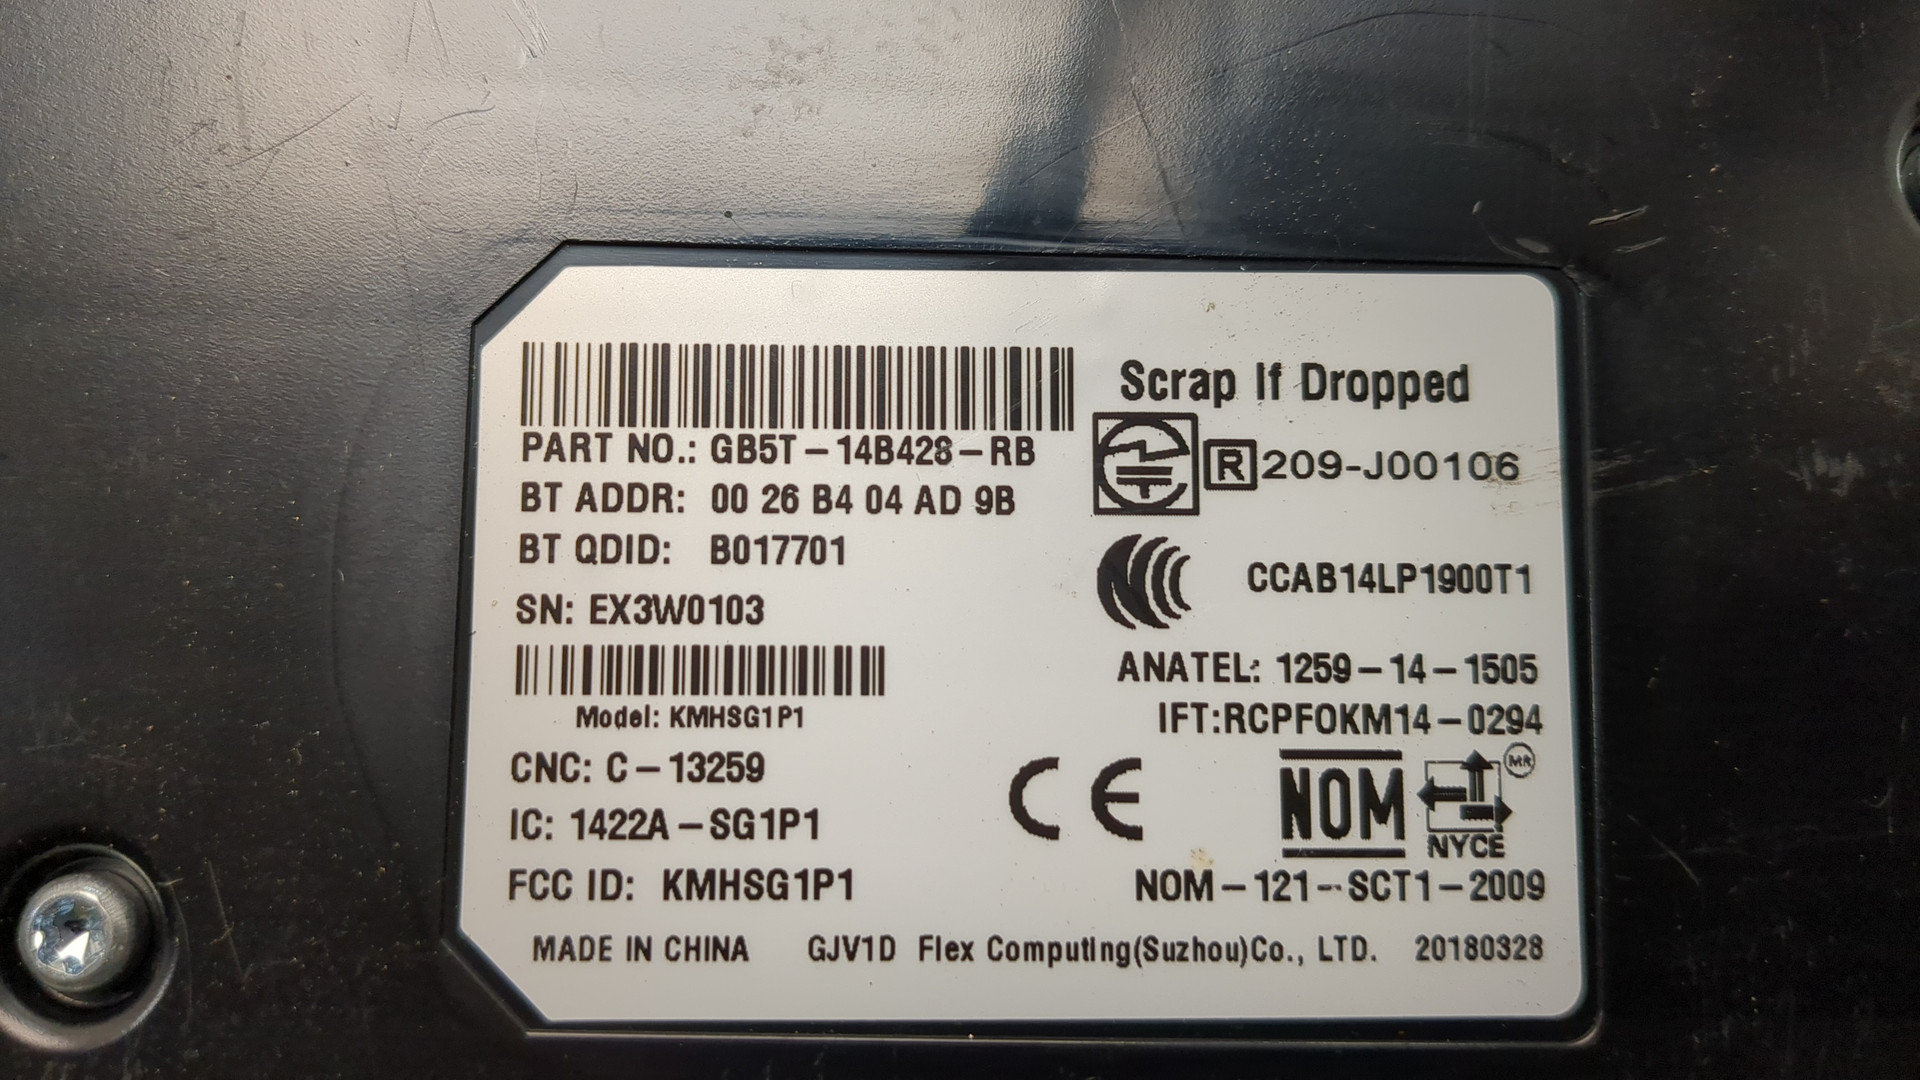 Scrap If Dropped
PART NO.: GB5T-14B428-RB
R 209-J00106
BT ADDR: 00 26 B4 04 AD 9B
BT QDID: B017701
CCAB14LP1900T1
SN: EX3W0103
ANATEL: 1259-14-1505
Model: KMHSG1P1
IFT:RCPFOKM14-0294
CNC: C-13259
CE
NOM
MR
NYCE
IC: 1422A-SG1P1
FCC ID: KMHSG1P1
NOM-121-SCT1-2009
MADE IN CHINA GJV1D Flex Computing(Suzhou)Co., LTD. 20180328